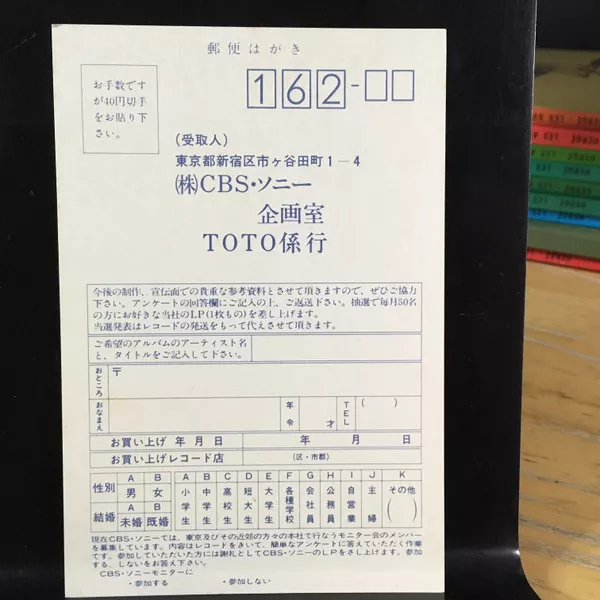 郵便はがき
お手数です
が40円切手
をお貼り下
さい。
162-□□
(受取人)
東京都新宿区市ヶ谷田町1-4
㈱CBS・ソニー
企画室
TOTO係行
今後の制作、宣伝面での貴重な参考資料とさせて頂きますので、ぜひご協力
下さい。アンケートの回答欄にご記入の上、ご返送下さい。抽選で毎月50名
の方にお好きな当社のLP(1枚もの)を差し上げます。
当選発表はレコードの発送をもって代えさせて頂きます。
ご希望のアルバムのアーティスト名
と、タイトルをご記入して下さい。
おところ 〒
おなまえ 年令 才 TEL ( )
お買い上げ 年 月 日 年 月 日
お買い上げレコード店 (区・市郡)
性別 A 男 B 女
結婚 A 未婚 B 既婚
A 小学生 B 中学生 C 高校生 D 短大生 E 大学生 F 各種学校 G 会社員 H 公務員 I 自営業 J 主婦 K その他 ( )
現在CBS・ソニーでは、東京及びその近郊の方々の本社で行なうモニター会のメンバー
を募集しています。内容はレコードをきいて、簡単なアンケートに答えていただく作業
です。参加していただいた方には謝礼としてCBS・ソニーのLPをさし上げます。参加
する、しないをお答え下さい。
CBS・ソニーモニターに
・参加する ・参加しない